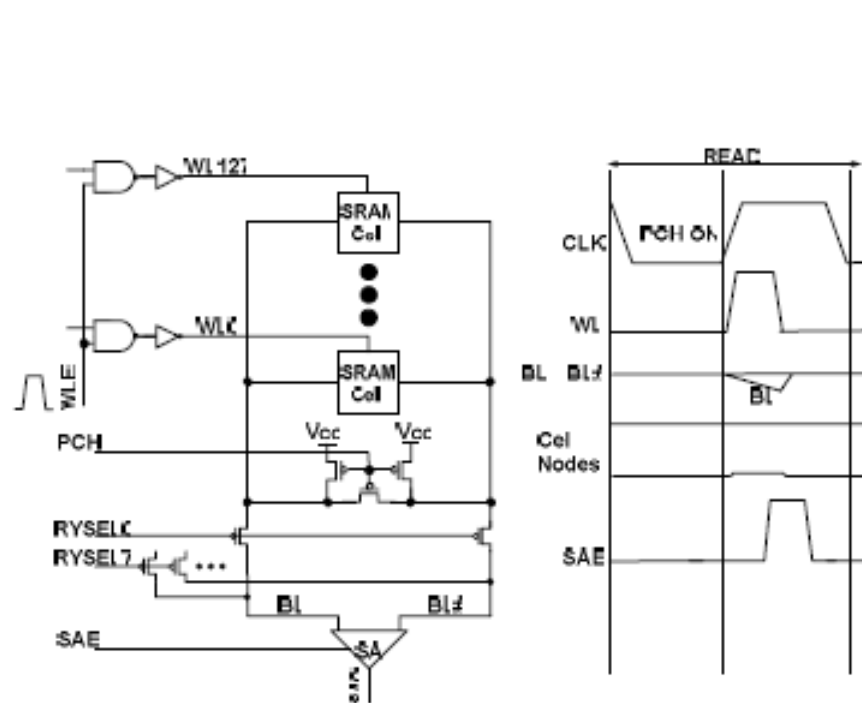 WL127
SRAM
Cell
WL0
SRAM
Cell
WLE
PCH
Vcc
Vcc
RYSEL0
RYSEL7
BL
BL#
SAE
SA
READ
CLK
PCH ON
WL
BL
BL#
BL
Cell
Nodes
SAE